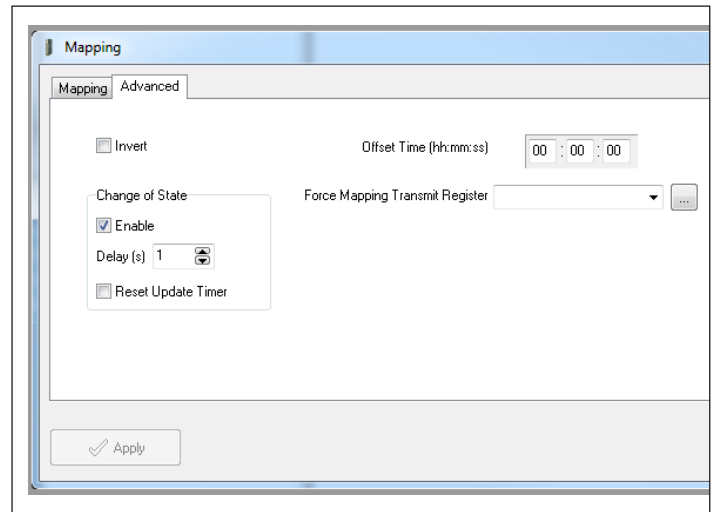 Mapping
Mapping Advanced
Invert
Offset Time (hh:mm:ss) 00 : 00 : 00
Change of State
Force Mapping Transmit Register ...
Enable
Delay (s) 1
Reset Update Timer
Apply